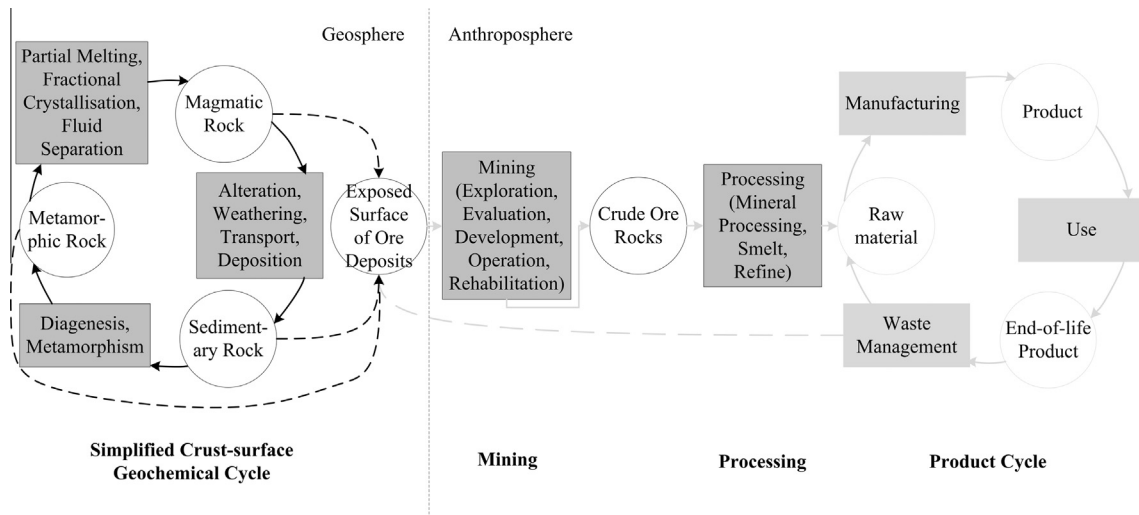 Geosphere
Anthroposphere
Partial Melting,
Fractional
Crystallisation,
Fluid
Separation
Magmatic
Rock
Alteration,
Weathering,
Transport,
Deposition
Sediment-
ary Rock
Diagenesis,
Metamorphism
Metamor-
phic Rock
Exposed
Surface
of Ore
Deposits
Mining
(Exploration,
Evaluation,
Development,
Operation,
Rehabilitation)
Crude Ore
Rocks
Processing
(Mineral
Processing,
Smelt,
Refine)
Raw
material
Manufacturing
Product
Use
End-of-life
Product
Waste
Management
Simplified Crust-surface
Geochemical Cycle
Mining
Processing
Product Cycle